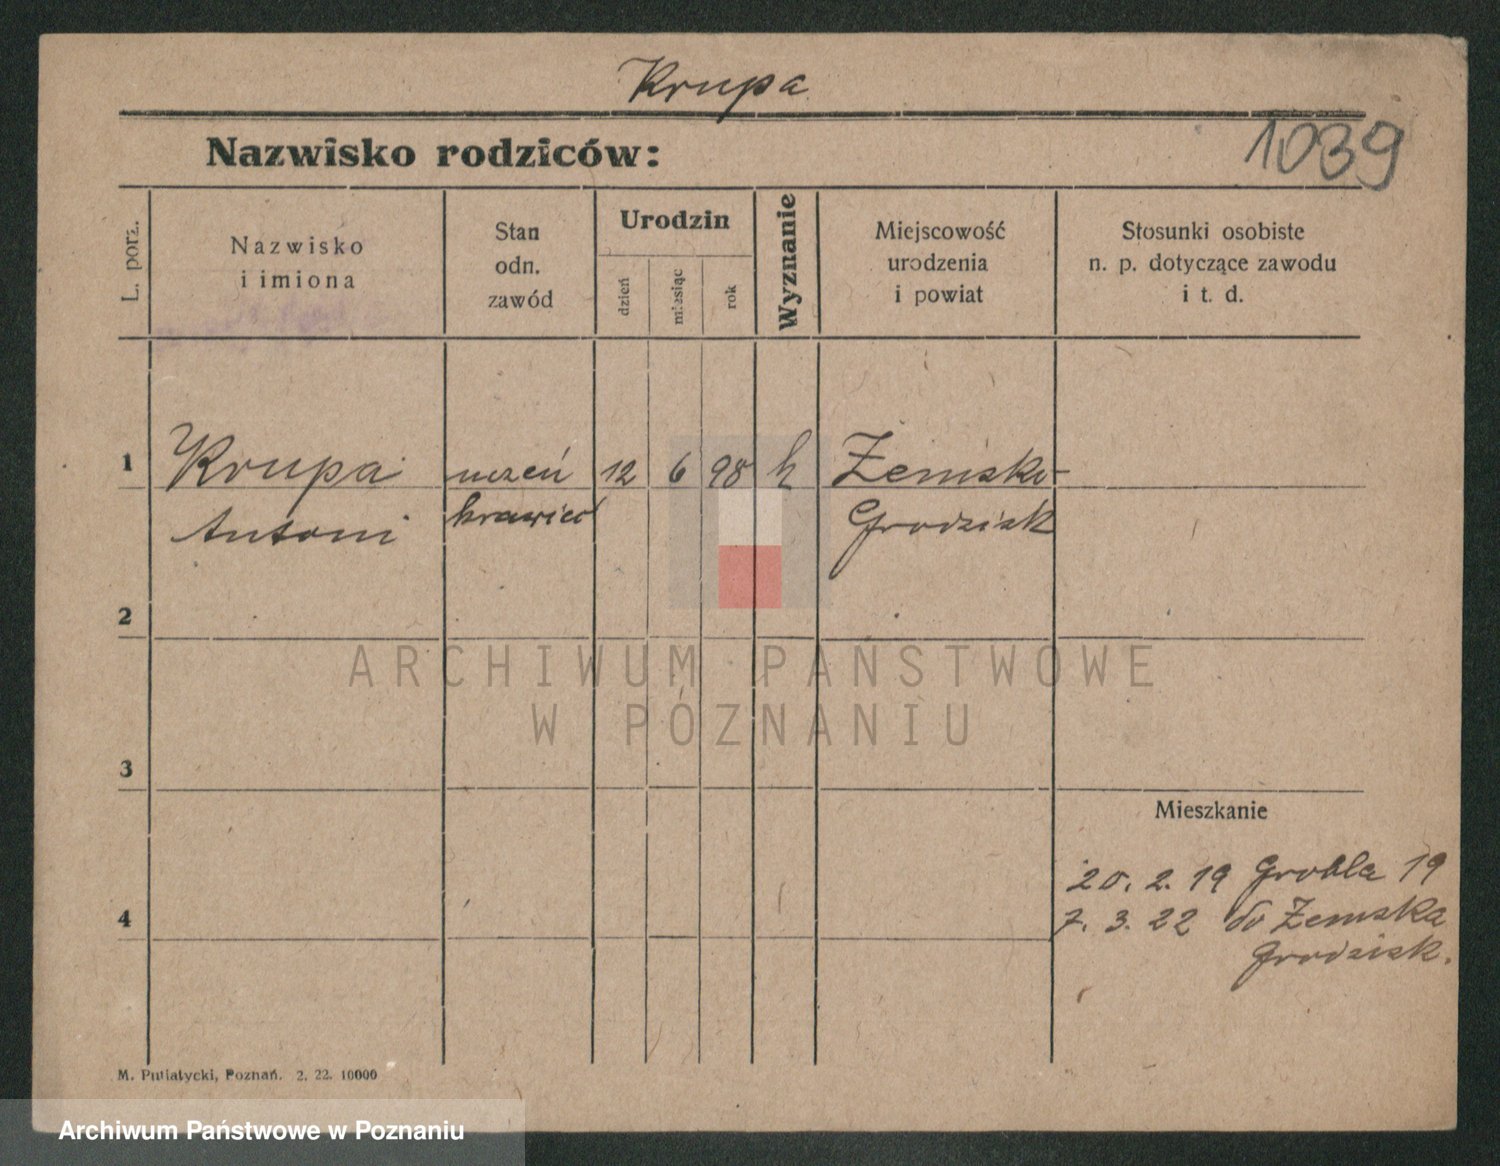 Krupa
1039
Nazwisko rodziców:
L. porz.
Nazwisko
i imiona
Stan
odn.
zawód
Urodzin
dzień
miesiąc
rok
Wyznanie
Miejscowość
urodzenia
i powiat
Stosunki osobiste
n. p. dotyczące zawodu
i t. d.
1 Krupa uczeń 12 6 98 k Zemsko-
Antoni krawiec Grodzisk
2
ARCHIWUM PAŃSTWOWE
W POZNANIU
3
Mieszkanie
20. 2. 19 Grobla 19
4 7. 3. 22 do Zemska
Grodzisk.
M. Putiatycki, Poznań. 2. 22. 10000
Archiwum Państwowe w Poznaniu